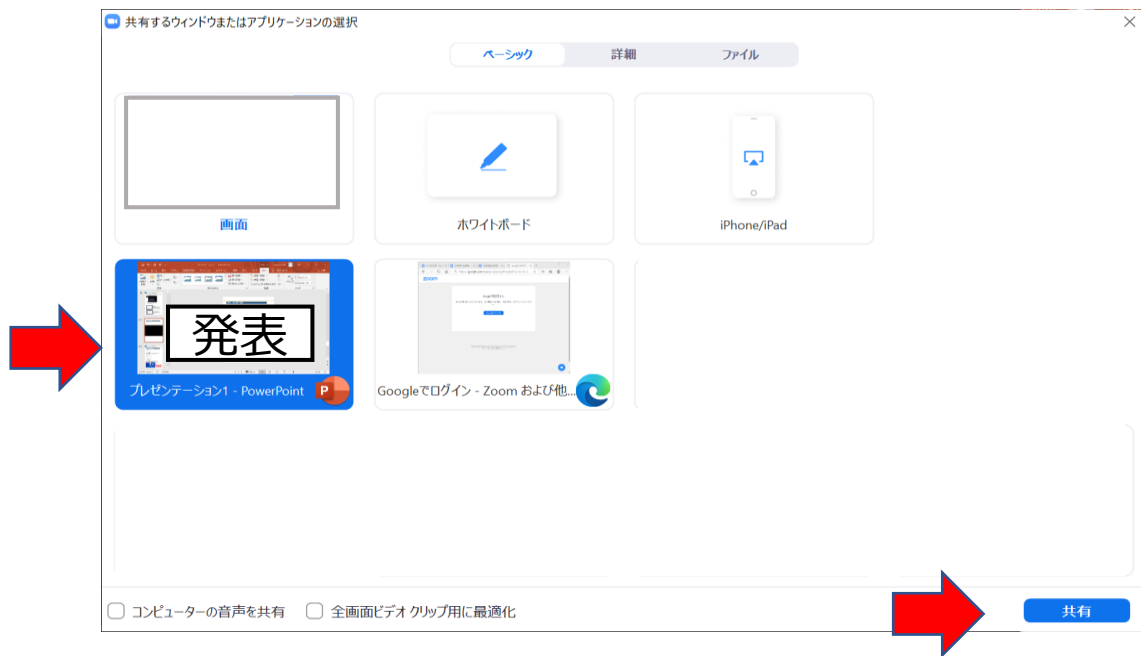 共有するウィンドウまたはアプリケーションの選択
ベーシック 詳細 ファイル
画面 ホワイトボード iPhone/iPad
zoom
発表
プレゼンテーション1 - PowerPoint P Googleでログイン - Zoom および他...
コンピューターの音声を共有 全画面ビデオ クリップ用に最適化 共有